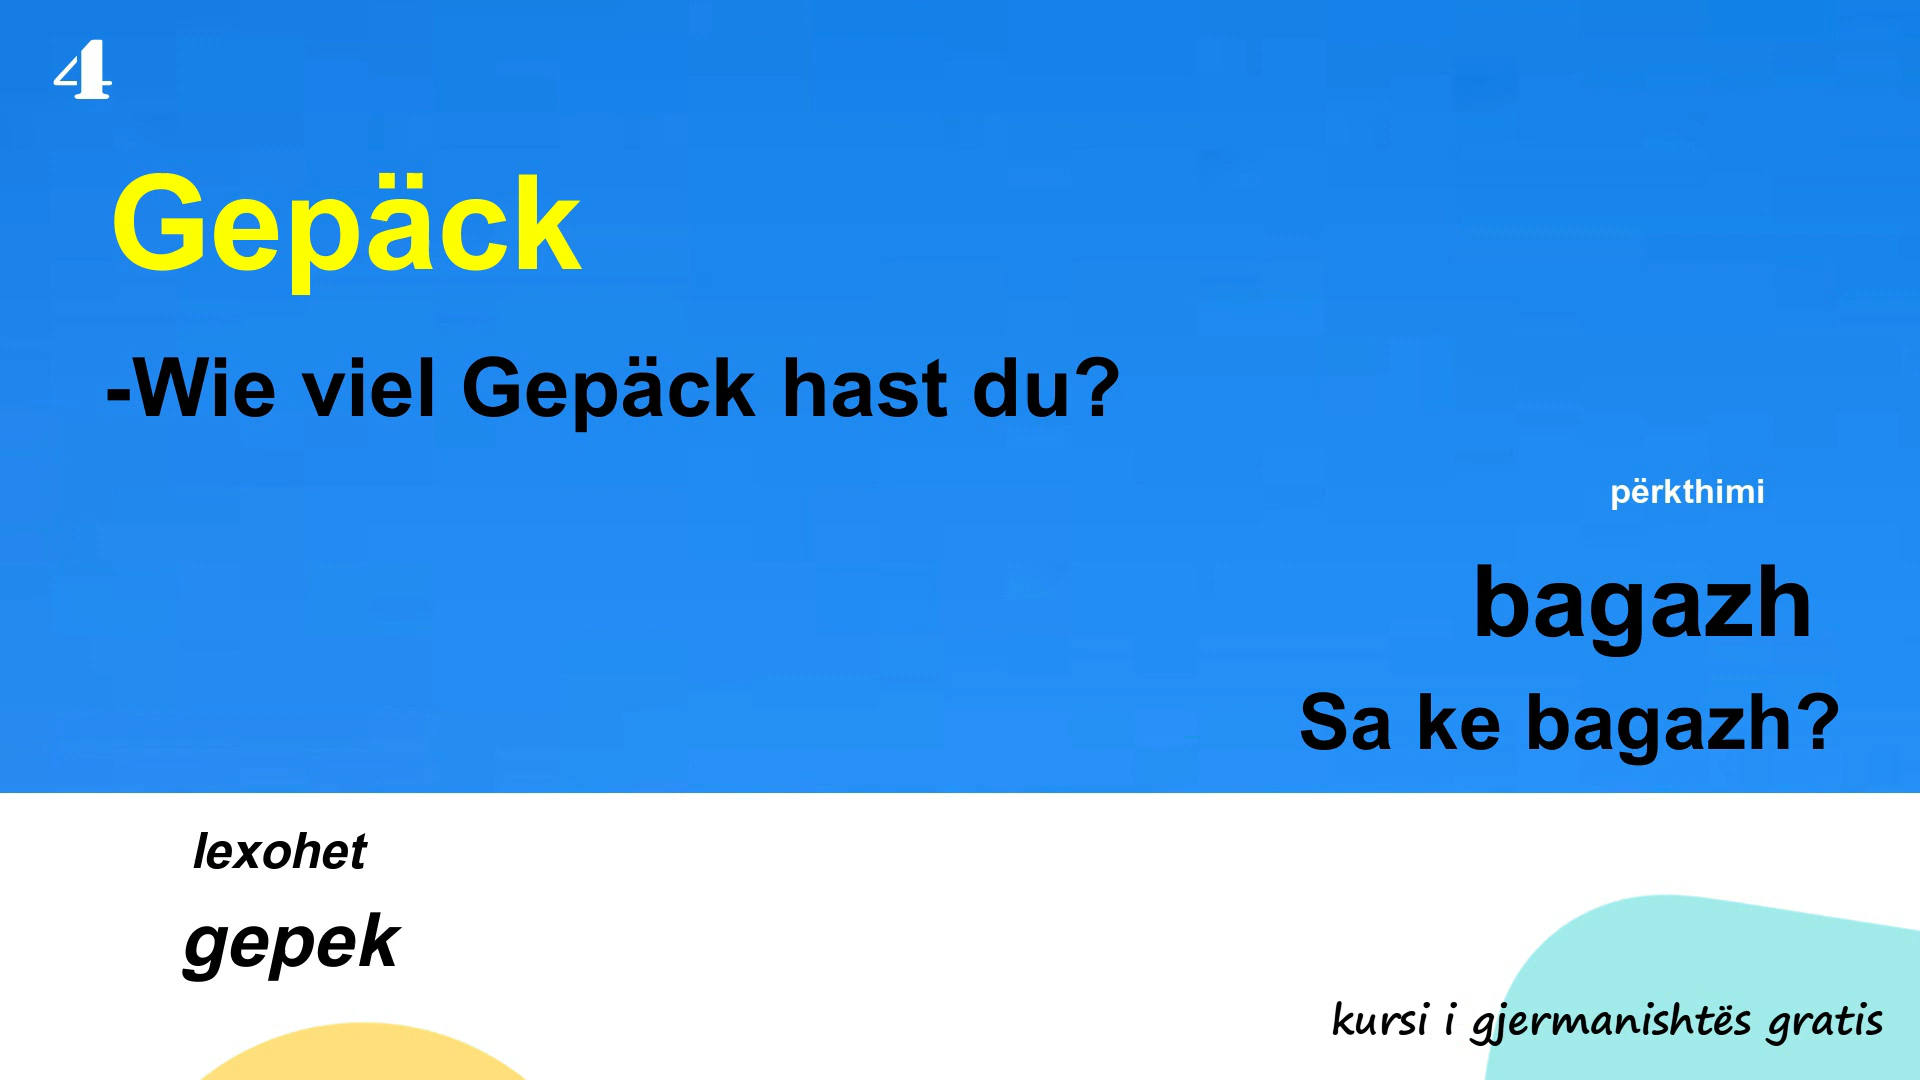 4
Gepäck
-Wie viel Gepäck hast du?
përkthimi
bagazh
Sa ke bagazh?
lexohet
gepek
kursi i gjermanishtës gratis